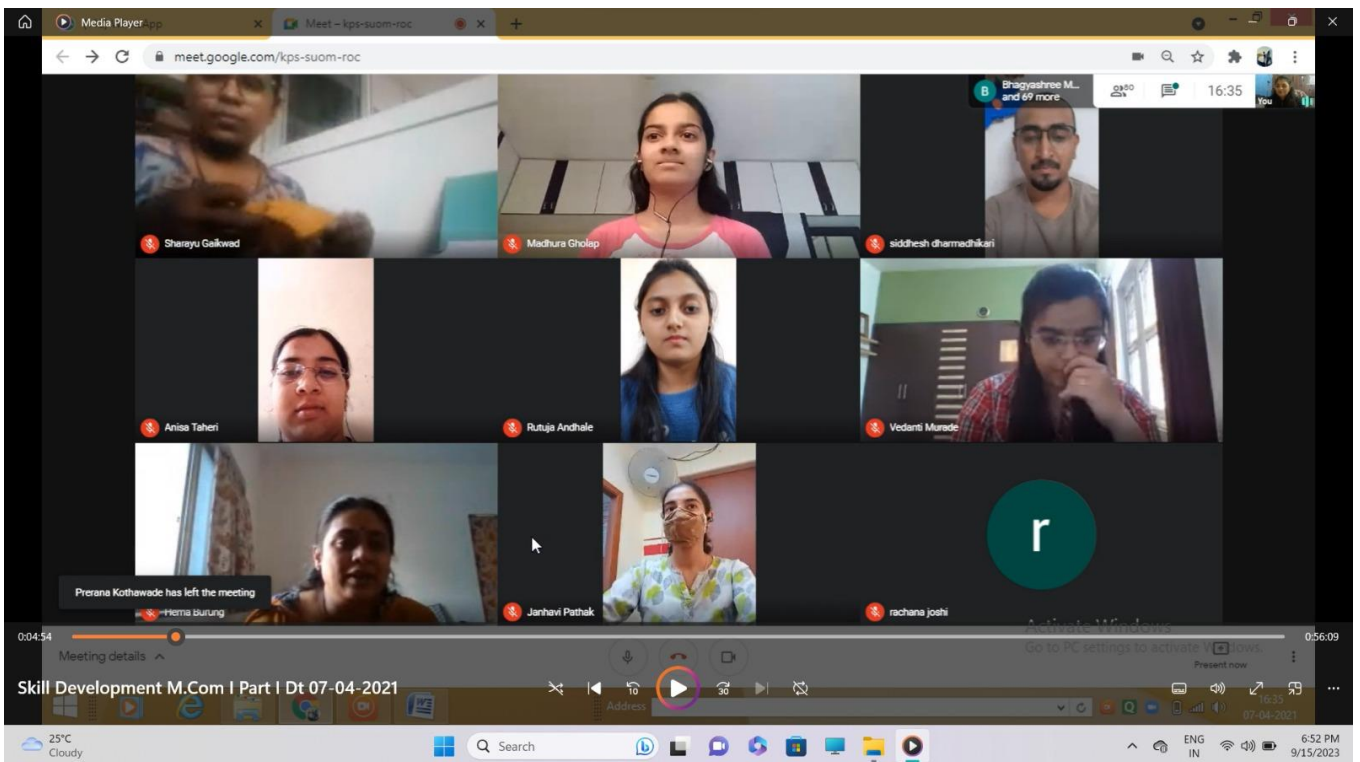 Media Player
App
Meet – kps-suom-roc
meet.google.com/kps-suom-roc
B
Bhagyashree M...
and 69 more
80
16:35
You
Sharayu Gaikwad
Madhura Gholap
siddhesh dharmadhikari
Anisa Taheri
Rutuja Andhale
Vedanti Murade
r
Prerana Kothawade has left the meeting
Hema Burung
Janhavi Pathak
rachana joshi
Activate Windows
Go to PC settings to activate Windows.
0:04:54
0:56:09
Meeting details
Present now
Skill Development M.Com I Part I Dt 07-04-2021
10
30
Address
16:35
07-04-2021
25°C
Cloudy
Search
ENG
IN
6:52 PM
9/15/2023